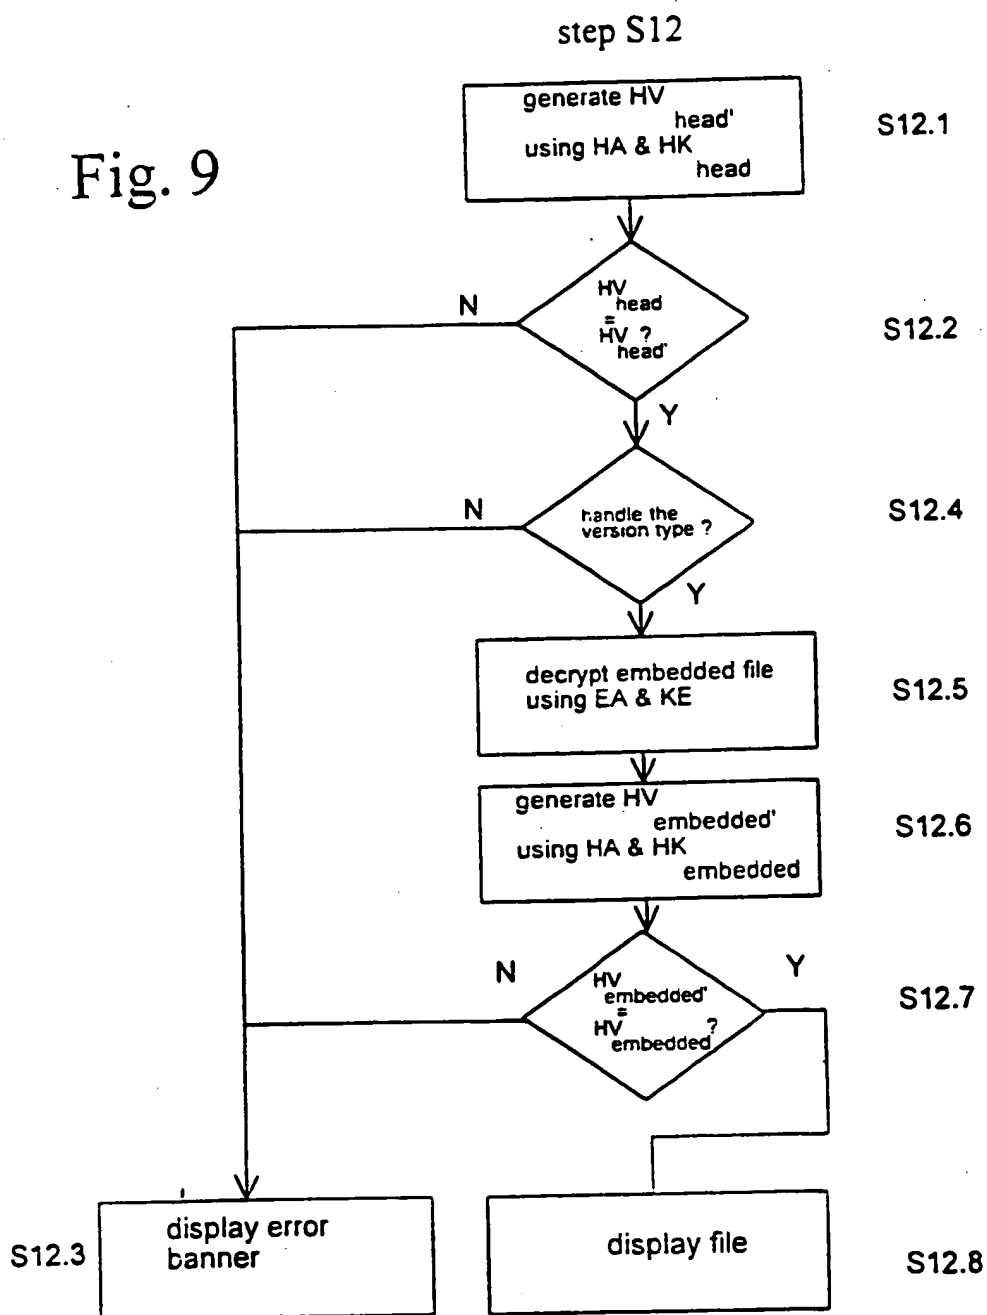 step S12
Fig. 9
generate HV
head'
using HA & HK
head
S12.1
HV
head
=
HV ?
head'
N
S12.2
Y
handle the
version type ?
N
S12.4
Y
decrypt embedded file
using EA & KE
S12.5
generate HV
embedded'
using HA & HK
embedded
S12.6
N
HV
embedded'
=
HV
embedded ?
Y
S12.7
S12.3
display error
banner
display file
S12.8